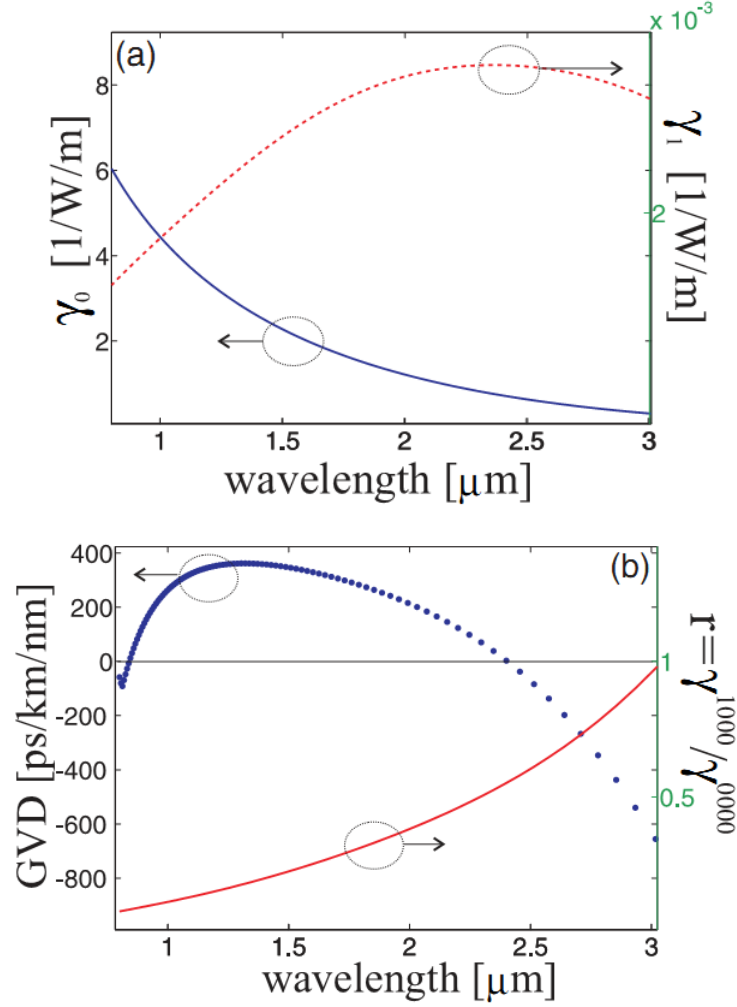 (a)
x 10⁻³
8
6
4
2
2
γ₀ [1/W/m]
γ₁ [1/W/m]
1
1.5
2
2.5
3
wavelength [μm]
(b)
400
200
0
-200
-400
-600
-800
1
0.5
GVD [ps/km/nm]
r=γ¹⁰⁰⁰/γ⁰⁰⁰⁰
1
1.5
2
2.5
3
wavelength [μm]